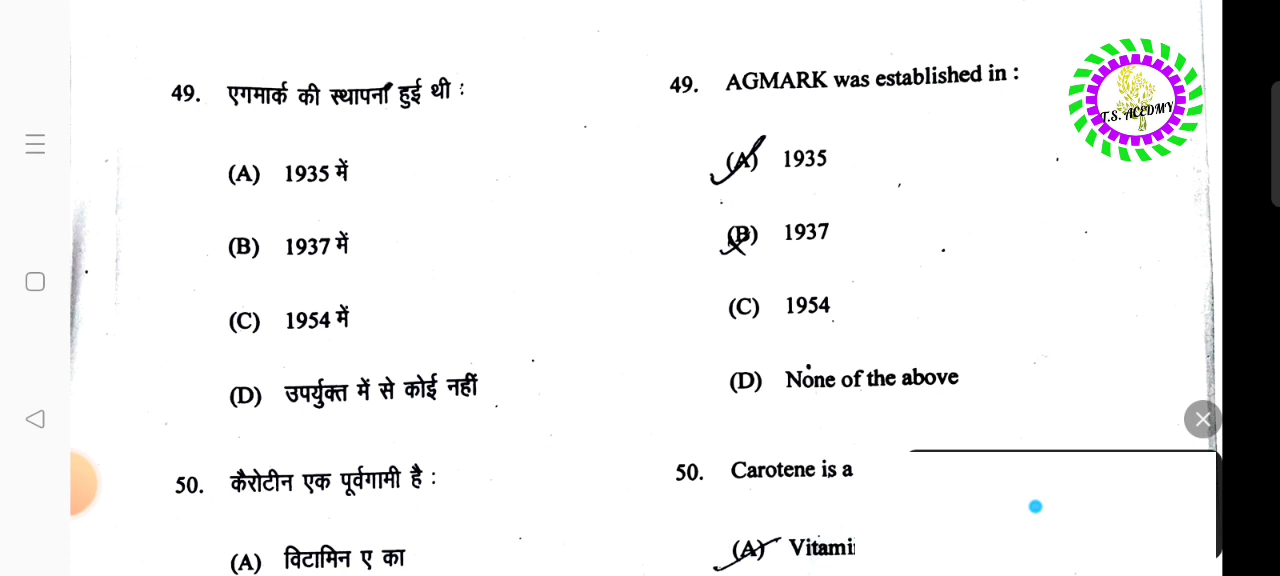 49. एगमार्क की स्थापना हुई थी :
(A) 1935 में
(B) 1937 में
(C) 1954 में
(D) उपर्युक्त में से कोई नहीं
50. कैरोटीन एक पूर्वगामी है :
(A) विटामिन ए का
49. AGMARK was established in :
(A) 1935
(B) 1937
(C) 1954
(D) None of the above
50. Carotene is a
(A) Vitami
T.S. ACEDMY